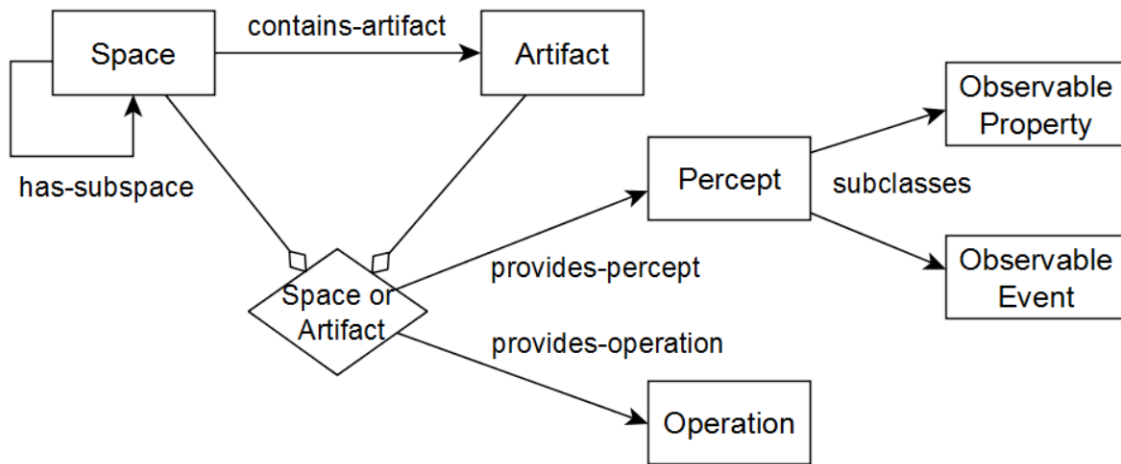 Space
contains-artifact
Artifact
has-subspace
Space or
Artifact
provides-percept
provides-operation
Percept
subclasses
Observable
Property
Observable
Event
Operation